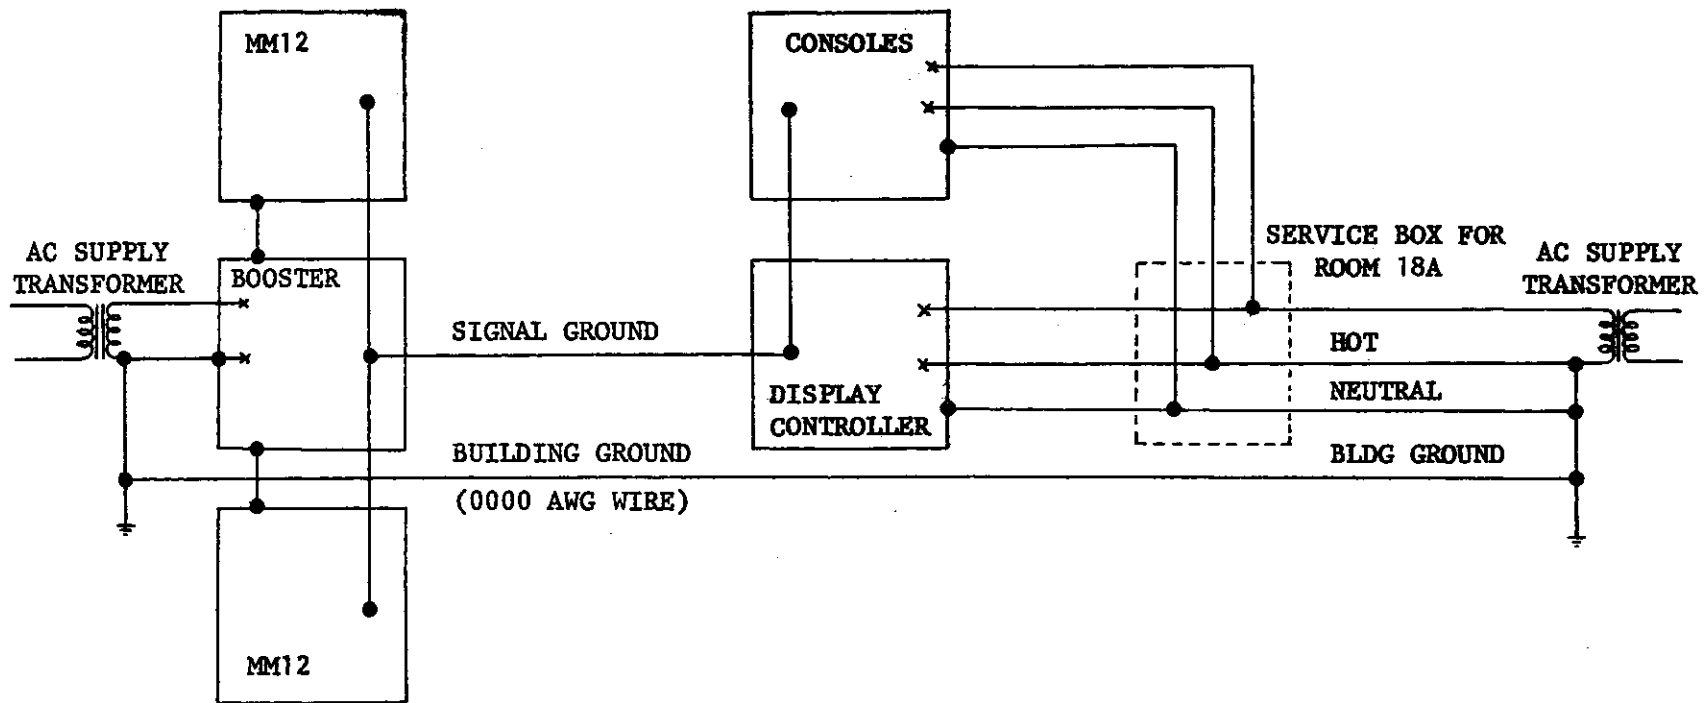 MM12
CONSOLES
AC SUPPLY
TRANSFORMER
BOOSTER
SERVICE BOX FOR
ROOM 18A
AC SUPPLY
TRANSFORMER
SIGNAL GROUND
HOT
DISPLAY
CONTROLLER
NEUTRAL
BUILDING GROUND
(0000 AWG WIRE)
BLDG GROUND
MM12